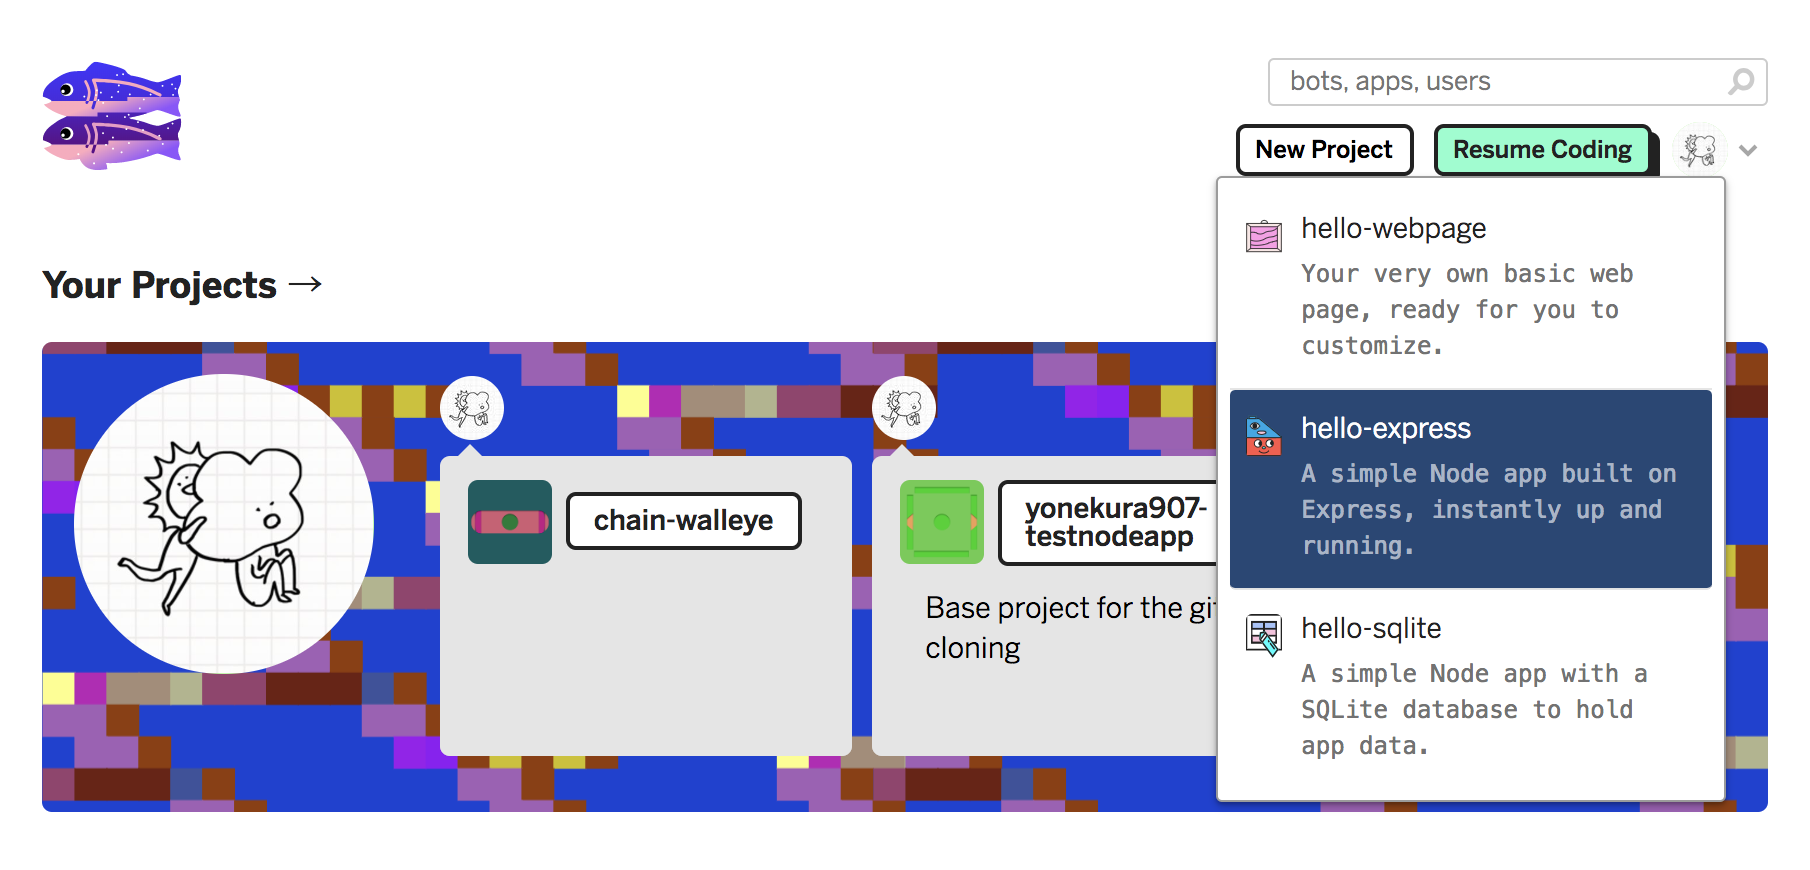 bots, apps, users
New Project
Resume Coding
Your Projects →
chain-walleye
yonekura907-
testnodeapp
Base project for the
cloning
hello-webpage
Your very own basic web
page, ready for you to
customize.
hello-express
A simple Node app built on
Express, instantly up and
running.
hello-sqlite
A simple Node app with a
SQLite database to hold
app data.